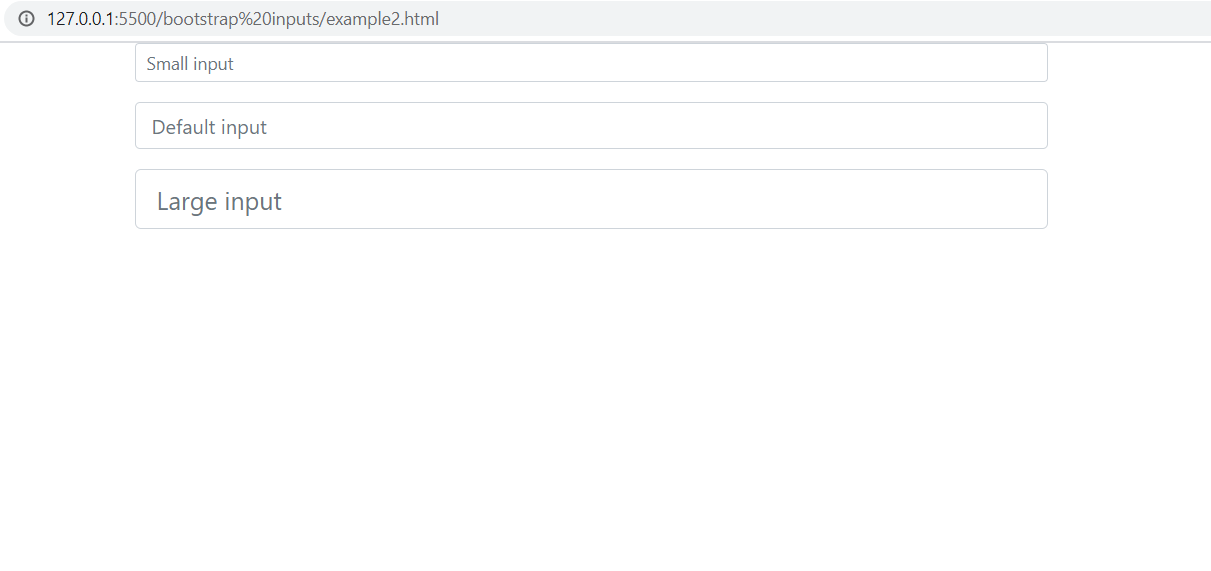 127.0.0.1:5500/bootstrap%20inputs/example2.html
Small input
Default input
Large input